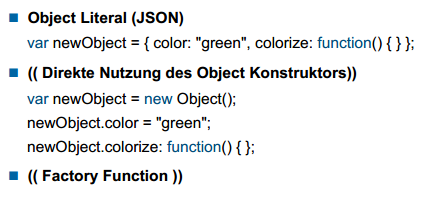 Object Literal (JSON)
var newObject = { color: "green", colorize: function() { } };
(( Direkte Nutzung des Object Konstruktors))
var newObject = new Object();
newObject.color = "green";
newObject.colorize: function() { };
(( Factory Function ))